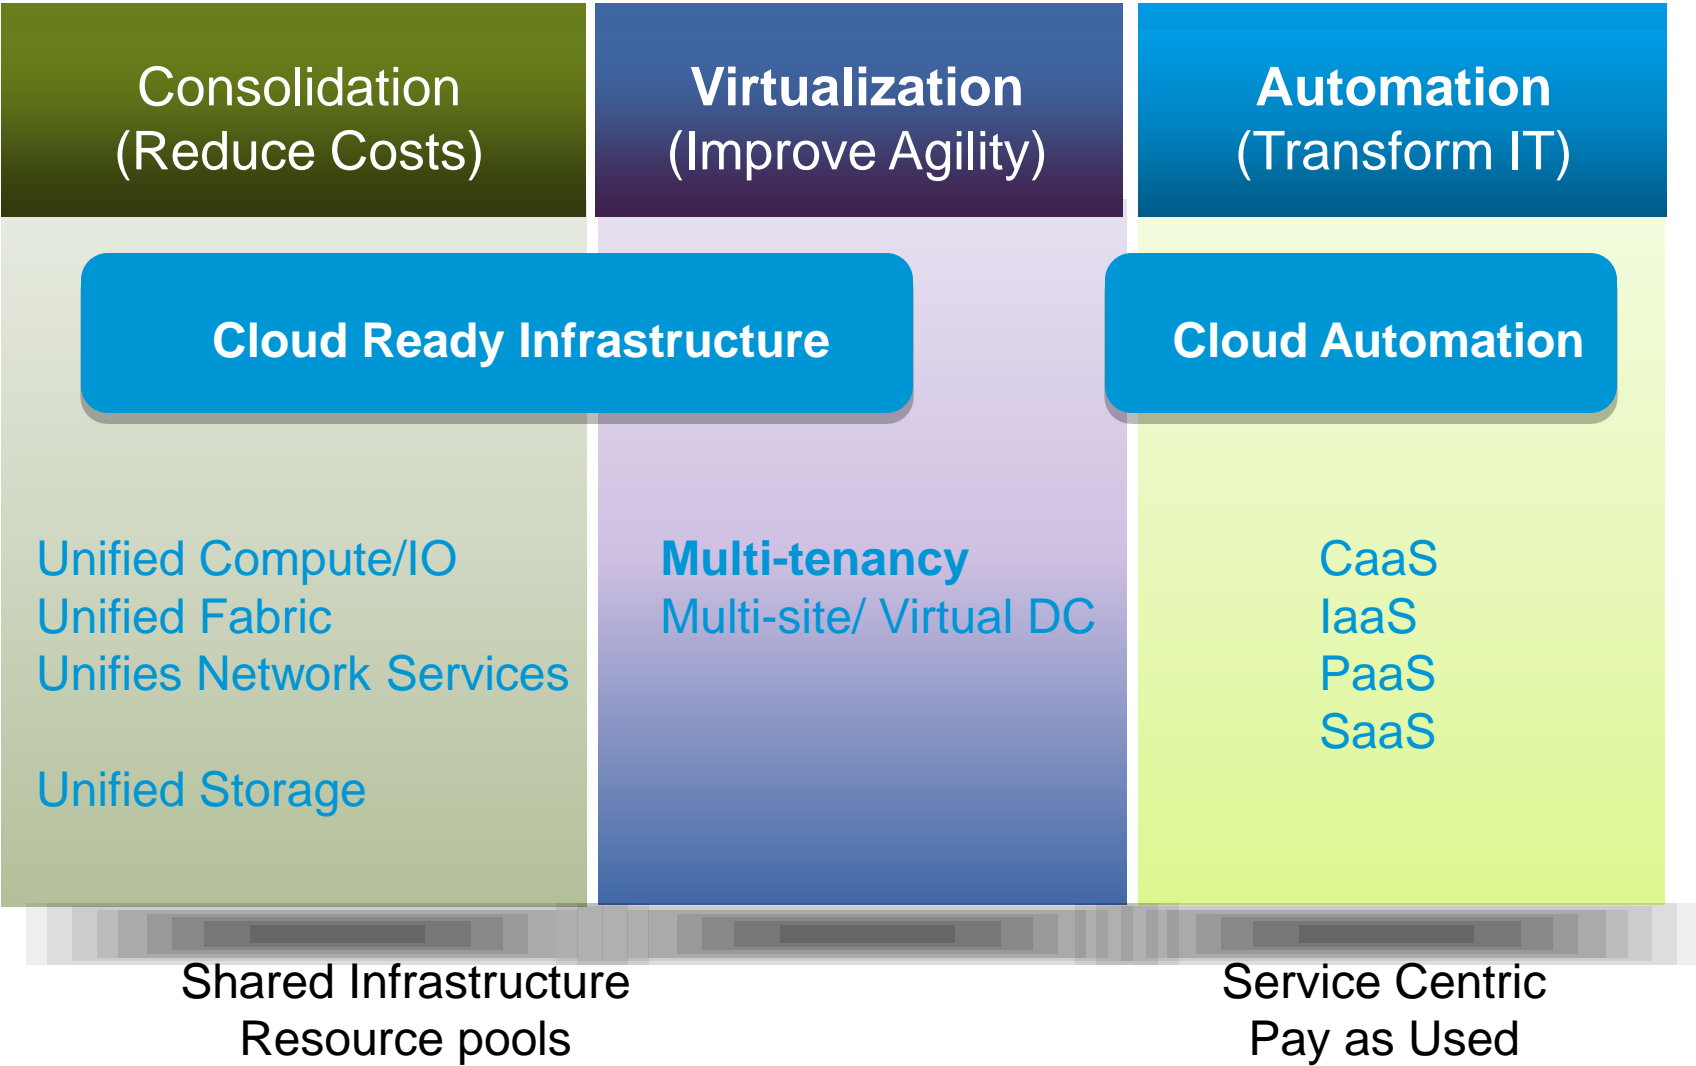 Consolidation
(Reduce Costs)
Virtualization
(Improve Agility)
Automation
(Transform IT)
Cloud Ready Infrastructure
Cloud Automation
Unified Compute/IO
Unified Fabric
Unifies Network Services
Unified Storage
Multi-tenancy
Multi-site/ Virtual DC
CaaS
IaaS
PaaS
SaaS
Shared Infrastructure
Resource pools
Service Centric
Pay as Used